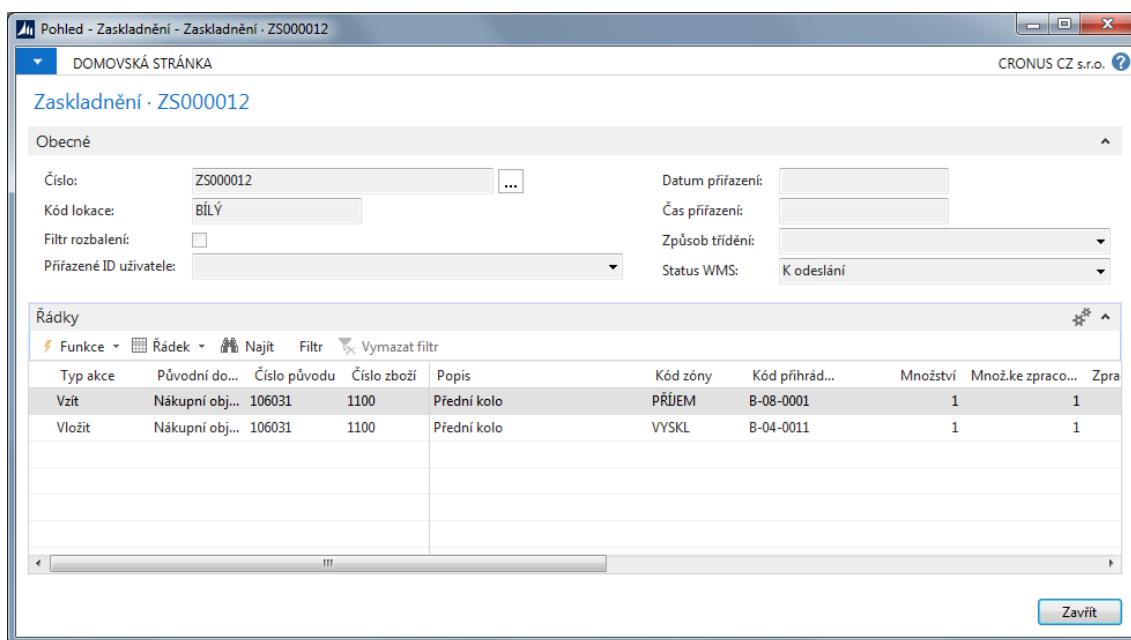 Pohled - Zaskladnění - Zaskladnění · ZS000012
DOMOVSKÁ STRÁNKA CRONUS CZ s.r.o.
Zaskladnění · ZS000012
Obecné
Číslo: ZS000012 ... Datum přiřazení:
Kód lokace: BÍLÝ Čas přiřazení:
Filtr rozbalení: Způsob třídění:
Přiřazené ID uživatele: Status WMS: K odeslání
Řádky
Funkce Řádek Najít Filtr Vymazat filtr
Typ akce Původní do... Číslo původu Číslo zboží Popis Kód zóny Kód přihrád... Množství Množ.ke zpraco... Zpra
Vzít Nákupní obj... 106031 1100 Přední kolo PŘÍJEM B-08-0001 1 1
Vložit Nákupní obj... 106031 1100 Přední kolo VYSKL B-04-0011 1 1
Zavřít